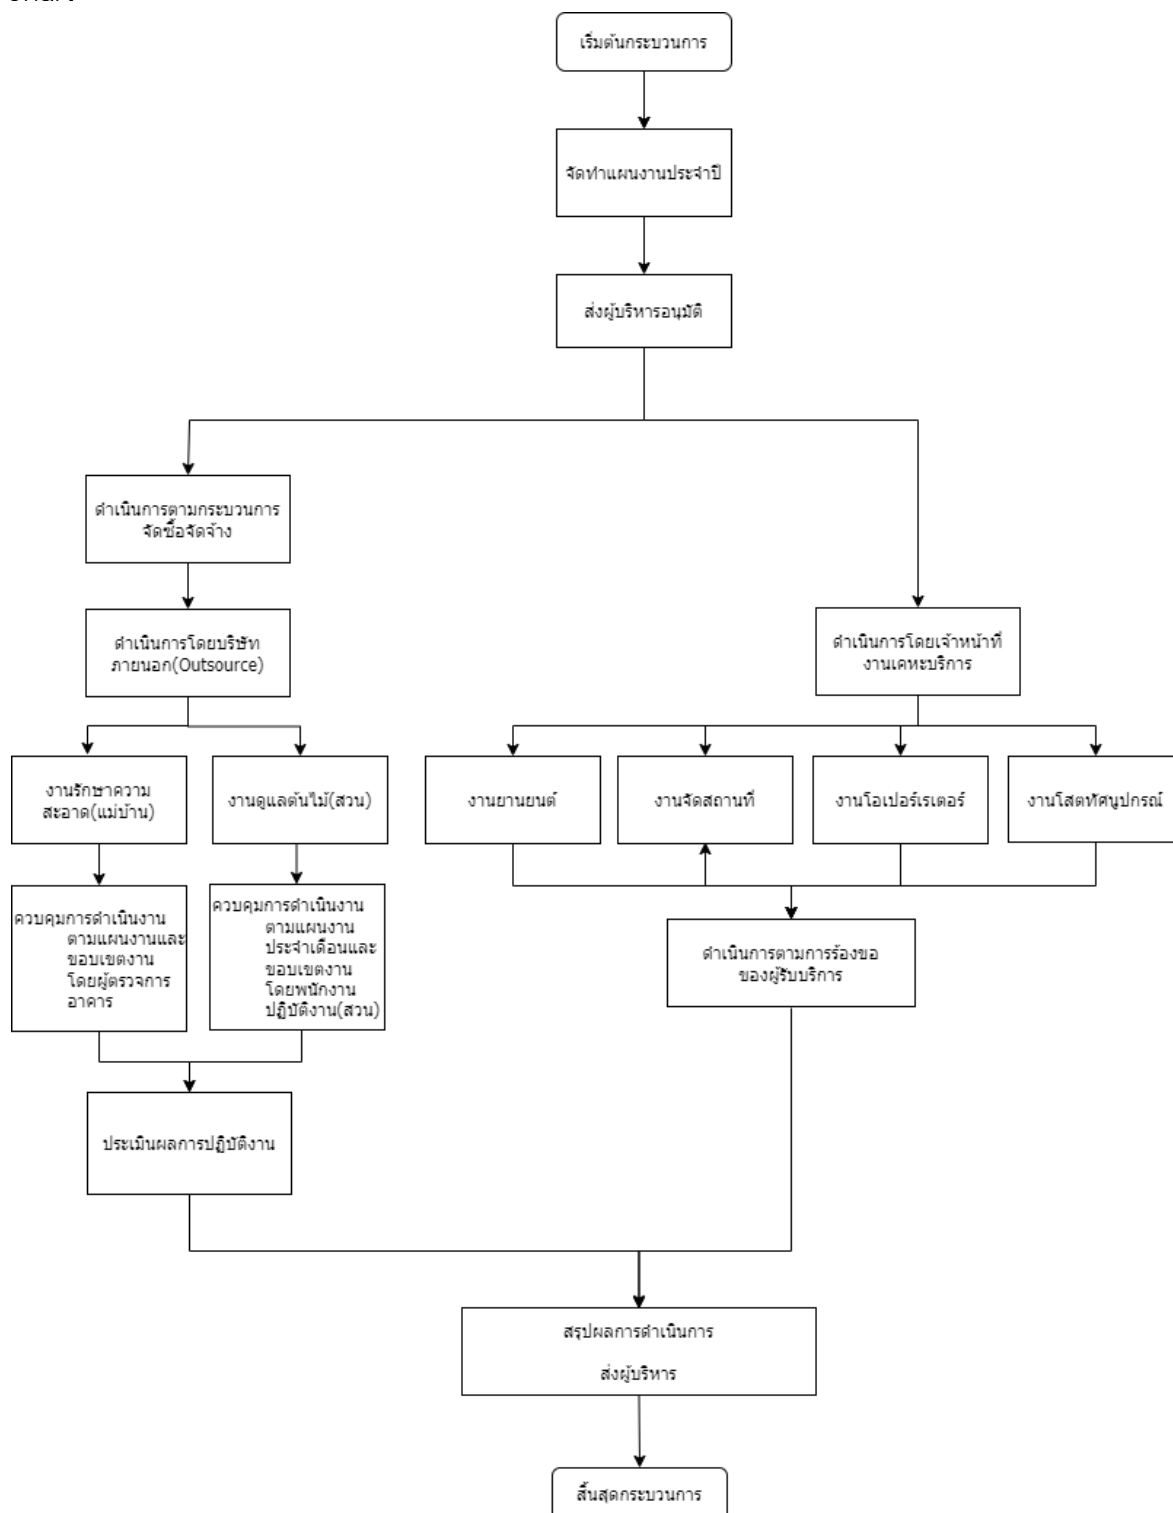 เริ่มต้นกระบวนการ
จัดทำแผนงานประจำปี
ส่งผู้บริหารอนุมัติ
ดำเนินการตามกระบวนการ
จัดซื้อจัดจ้าง
ดำเนินการโดยบริษัท
ภายนอก(Outsource)
ดำเนินการโดยเจ้าหน้าที่
งานเคหะบริการ
งานรักษาความ
สะอาด(แม่บ้าน)
งานดูแลต้นไม้(สวน)
งานยานยนต์
งานจัดสถานที่
งานโอเปอร์เรเตอร์
งานโสตทัศนูปกรณ์
ควบคุมการดำเนินงาน
ตามแผนงานและ
ขอบเขตงาน
โดยผู้ตรวจการ
อาคาร
ควบคุมการดำเนินงาน
ตามแผนงาน
ประจำเดือนและ
ขอบเขตงาน
โดยพนักงาน
ปฏิบัติงาน(สวน)
ดำเนินการตามการร้องขอ
ของผู้รับบริการ
ประเมินผลการปฏิบัติงาน
สรุปผลการดำเนินการ
ส่งผู้บริหาร
สิ้นสุดกระบวนการ